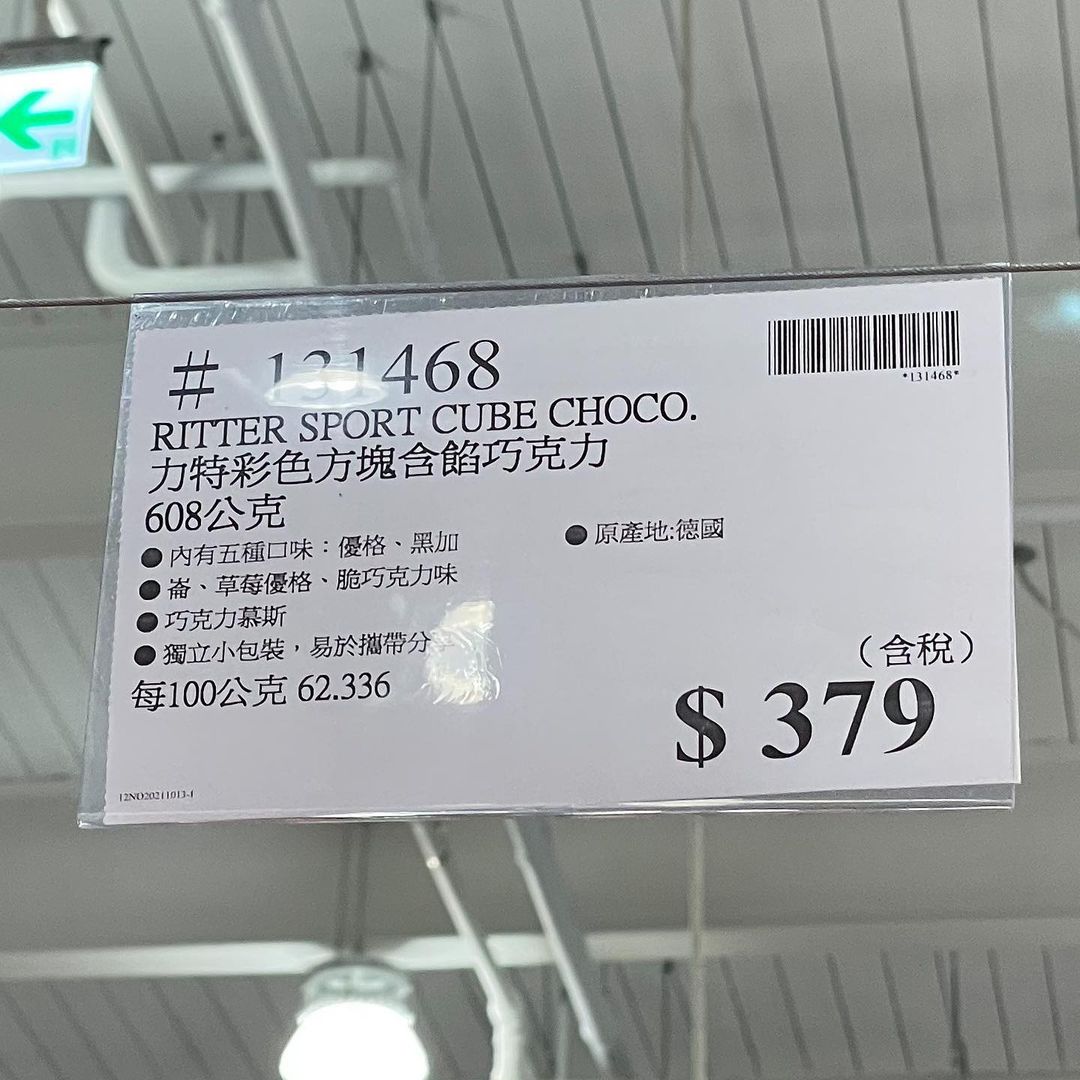 # 131468
*131468*
RITTER SPORT CUBE CHOCO.
力特彩色方塊含餡巧克力
608公克
● 內有五種口味：優格、黑加
● 崙、草莓優格、脆巧克力味
● 巧克力慕斯
● 獨立小包裝，易於攜帶分享
● 原產地:德國
每100公克 62.336
（含稅）
$ 379
12NO20211013-1